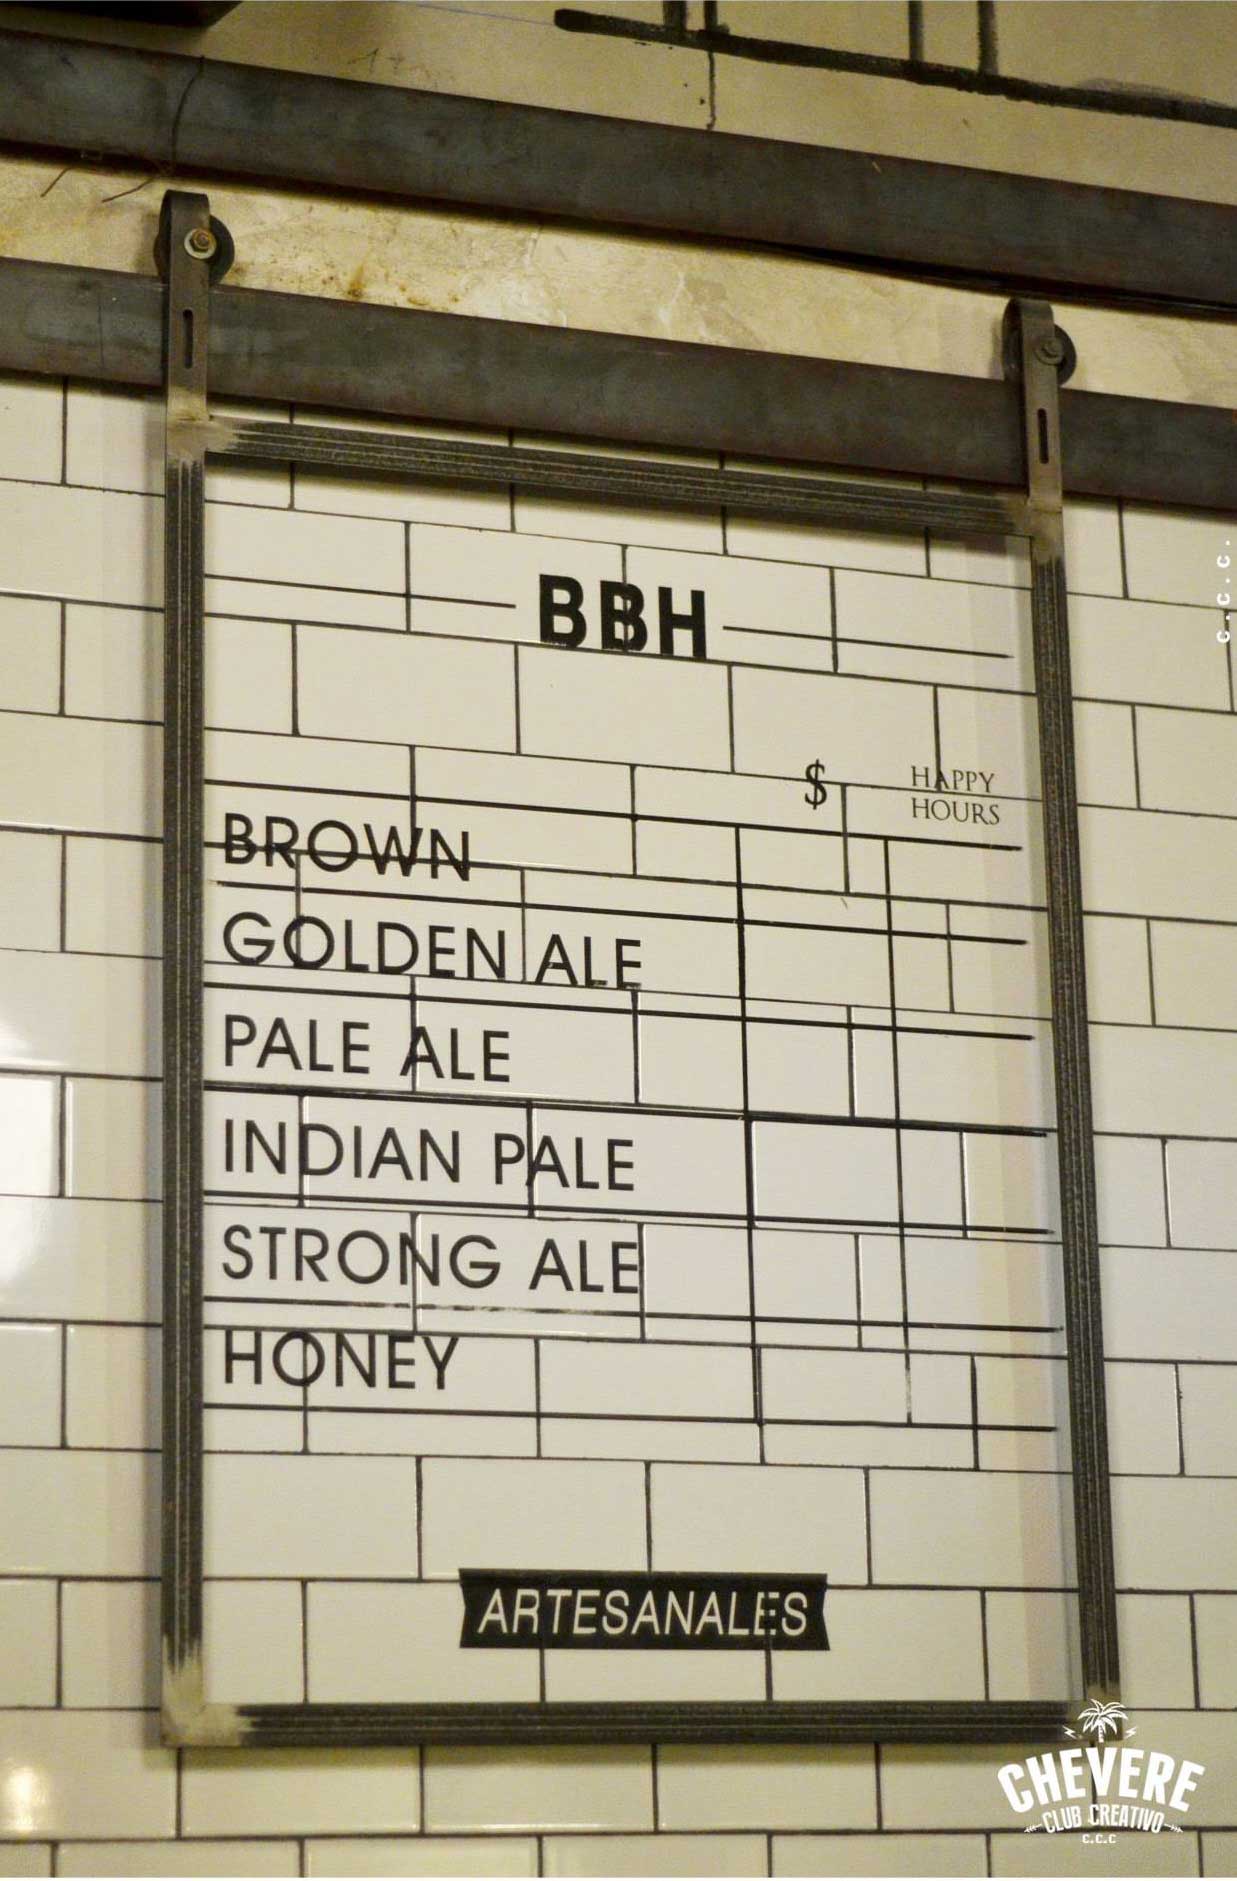 BBH
$ HAPPY HOURS
BROWN
GOLDEN ALE
PALE ALE
INDIAN PALE
STRONG ALE
HONEY
ARTESANALES
c.c.c.
CHEVERE
CLUB CREATIVO
C.C.C